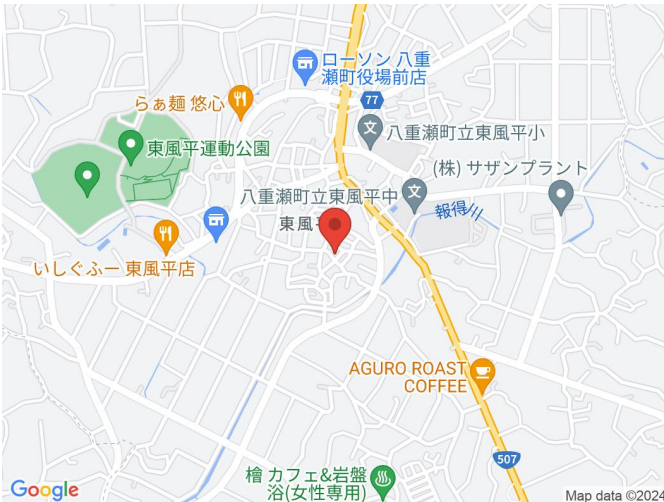 ローソン 八重
瀬町役場前店
らぁ麺 悠心
77
八重瀬町立東風平小
東風平運動公園
(株) サザンプラント
八重瀬町立東風平中
報得川
東風
いしぐふー 東風平店
AGURO ROAST
COFFEE
507
檜 カフェ&岩盤
浴(女性専用)
Google
Map data ©2024